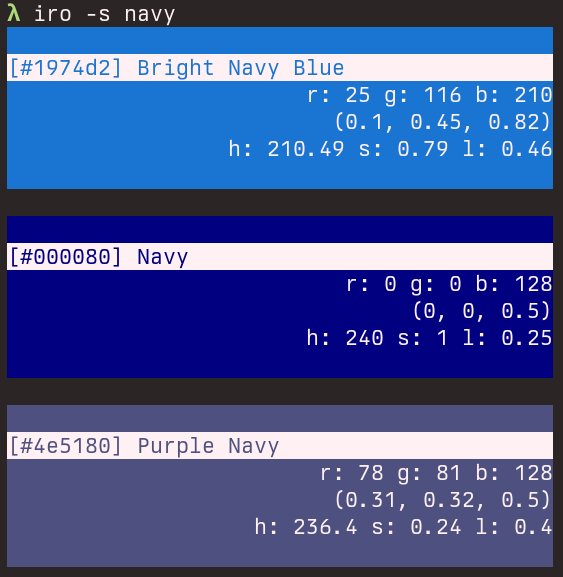 λ iro -s navy
[#1974d2] Bright Navy Blue
r: 25 g: 116 b: 210
(0.1, 0.45, 0.82)
h: 210.49 s: 0.79 l: 0.46
[#000080] Navy
r: 0 g: 0 b: 128
(0, 0, 0.5)
h: 240 s: 1 l: 0.25
[#4e5180] Purple Navy
r: 78 g: 81 b: 128
(0.31, 0.32, 0.5)
h: 236.4 s: 0.24 l: 0.4